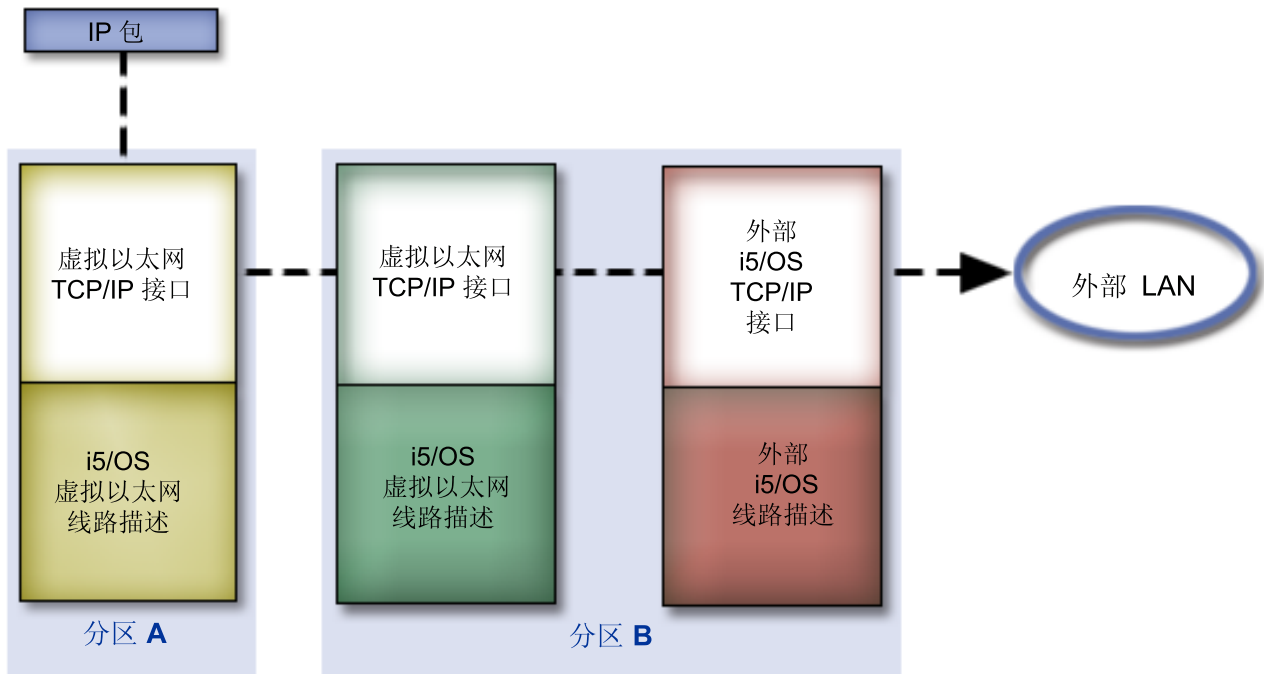 IP 包
虚拟以太网
TCP/IP 接口
i5/OS
虚拟以太网
线路描述
分区 A
虚拟以太网
TCP/IP 接口
i5/OS
虚拟以太网
线路描述
外部
i5/OS
TCP/IP
接口
外部
i5/OS
线路描述
分区 B
外部 LAN